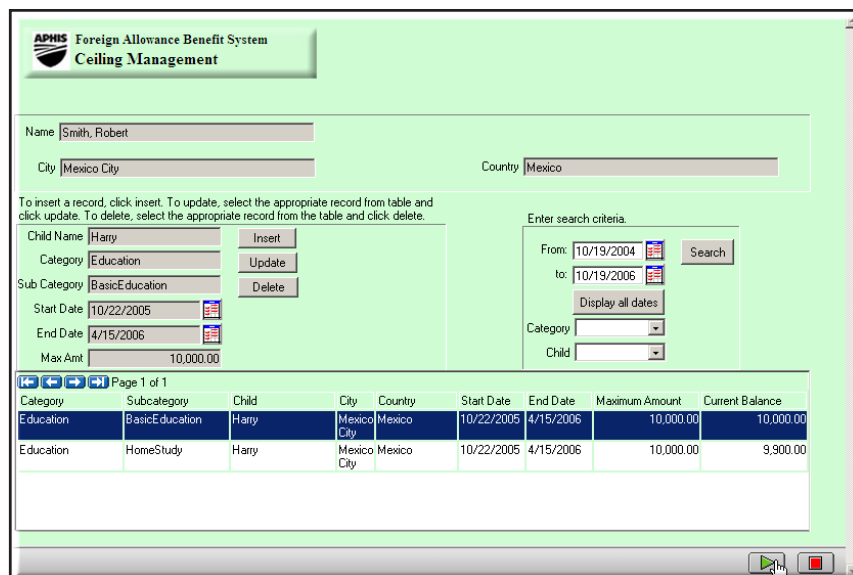 APHIS Foreign Allowance Benefit System
Ceiling Management
Name Smith, Robert
City Mexico City Country Mexico
To insert a record, click insert. To update, select the appropriate record from table and
click update. To delete, select the appropriate record from the table and click delete.
Child Name Harry Insert
Category Education Update
Sub Category BasicEducation Delete
Start Date 10/22/2005
End Date 4/15/2006
Max Amt 10,000.00
Enter search criteria.
From: 10/19/2004 Search
to: 10/19/2006
Display all dates
Category
Child
Page 1 of 1
Category Subcategory Child City Country Start Date End Date Maximum Amount Current Balance
Education BasicEducation Harry Mexico Mexico 10/22/2005 4/15/2006 10,000.00 10,000.00
City
Education HomeStudy Harry Mexico Mexico 10/22/2005 4/15/2006 10,000.00 9,900.00
City